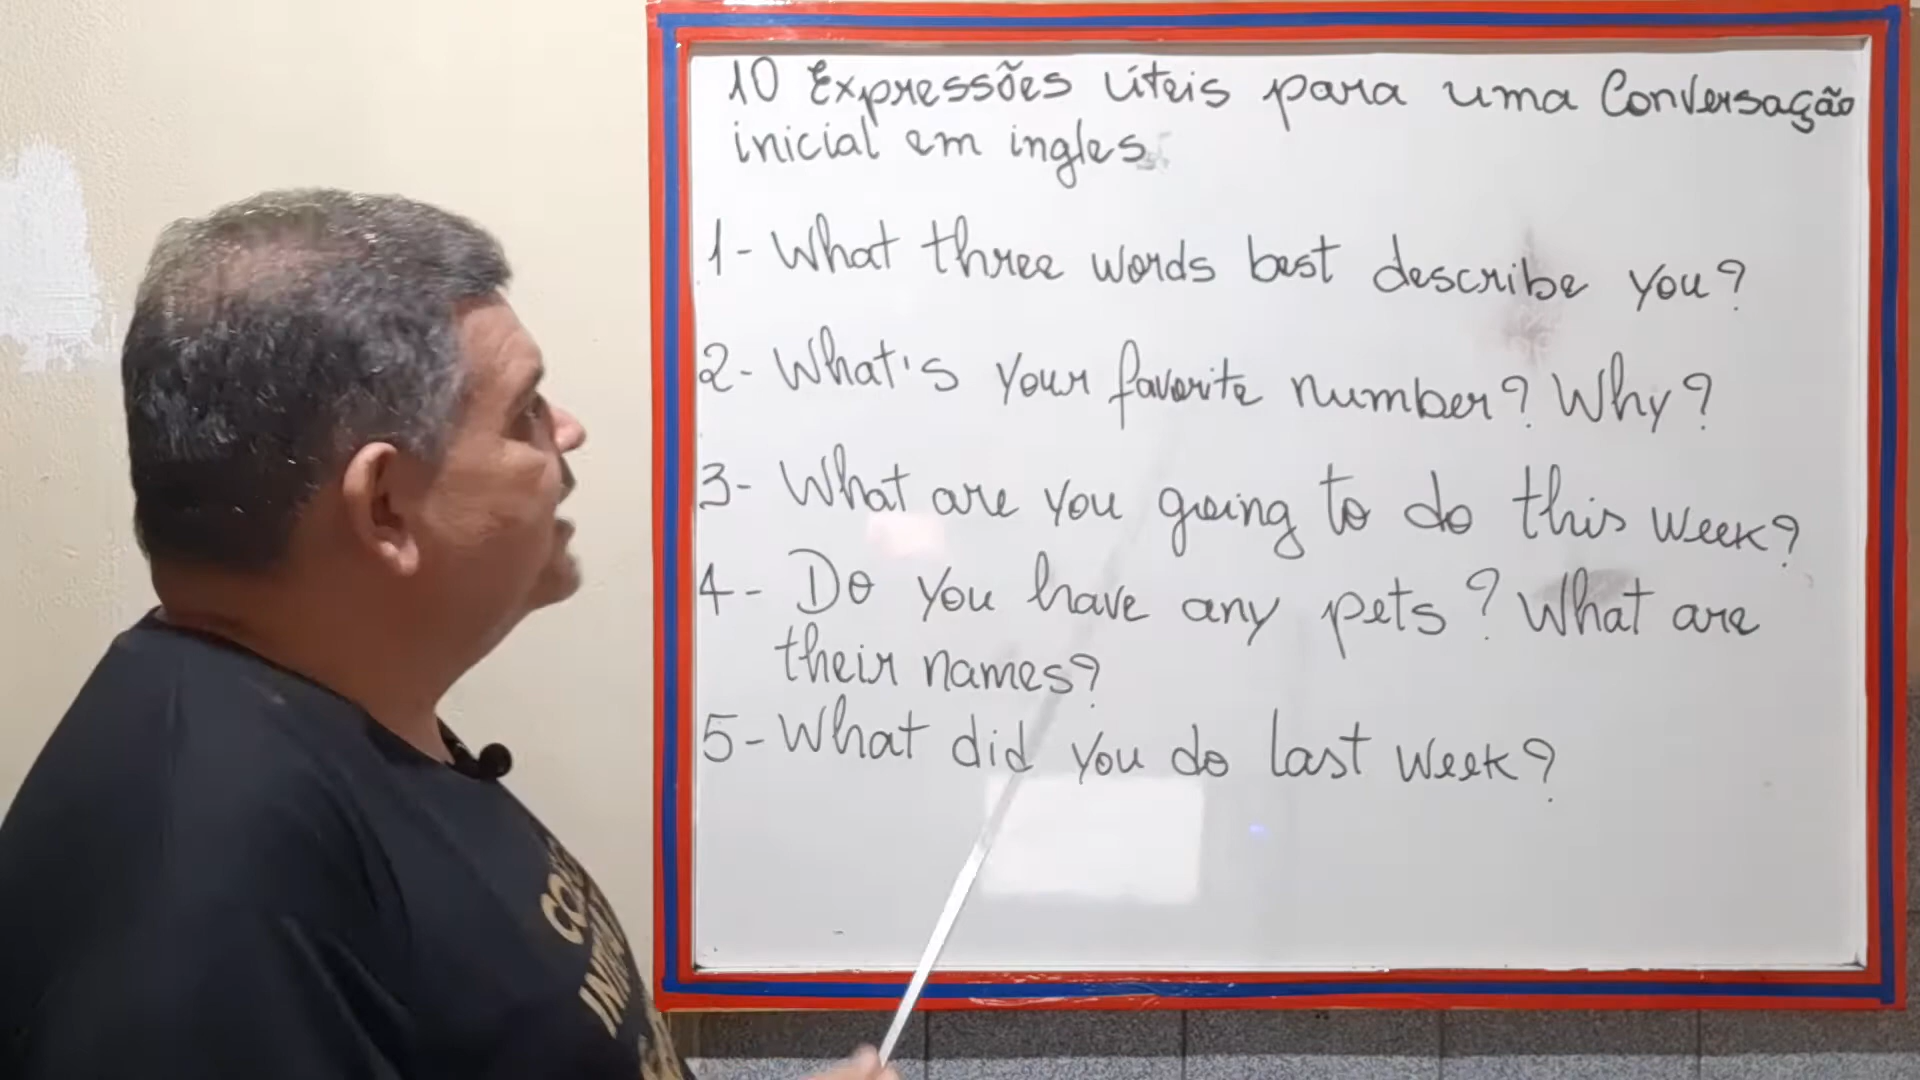 10 Expressões úteis para uma Conversação
inicial em ingles
1- What three words best describe you?
2- What's your favorite number? Why?
3- What are you going to do this week?
4- Do you have any pets? What are
their names?
5- What did you do last week?